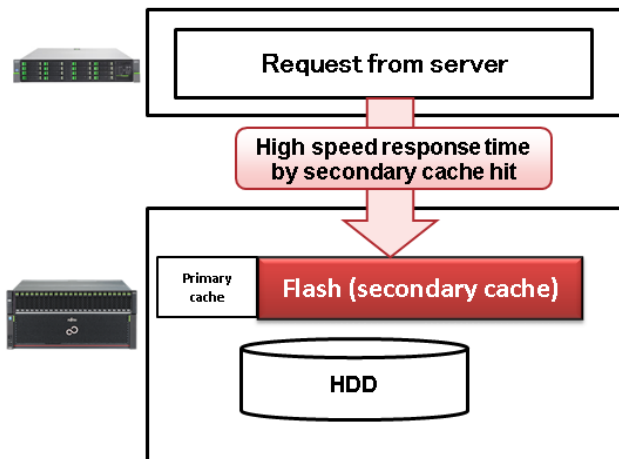 Request from server
High speed response time
by secondary cache hit
Primary
cache
Flash (secondary cache)
HDD